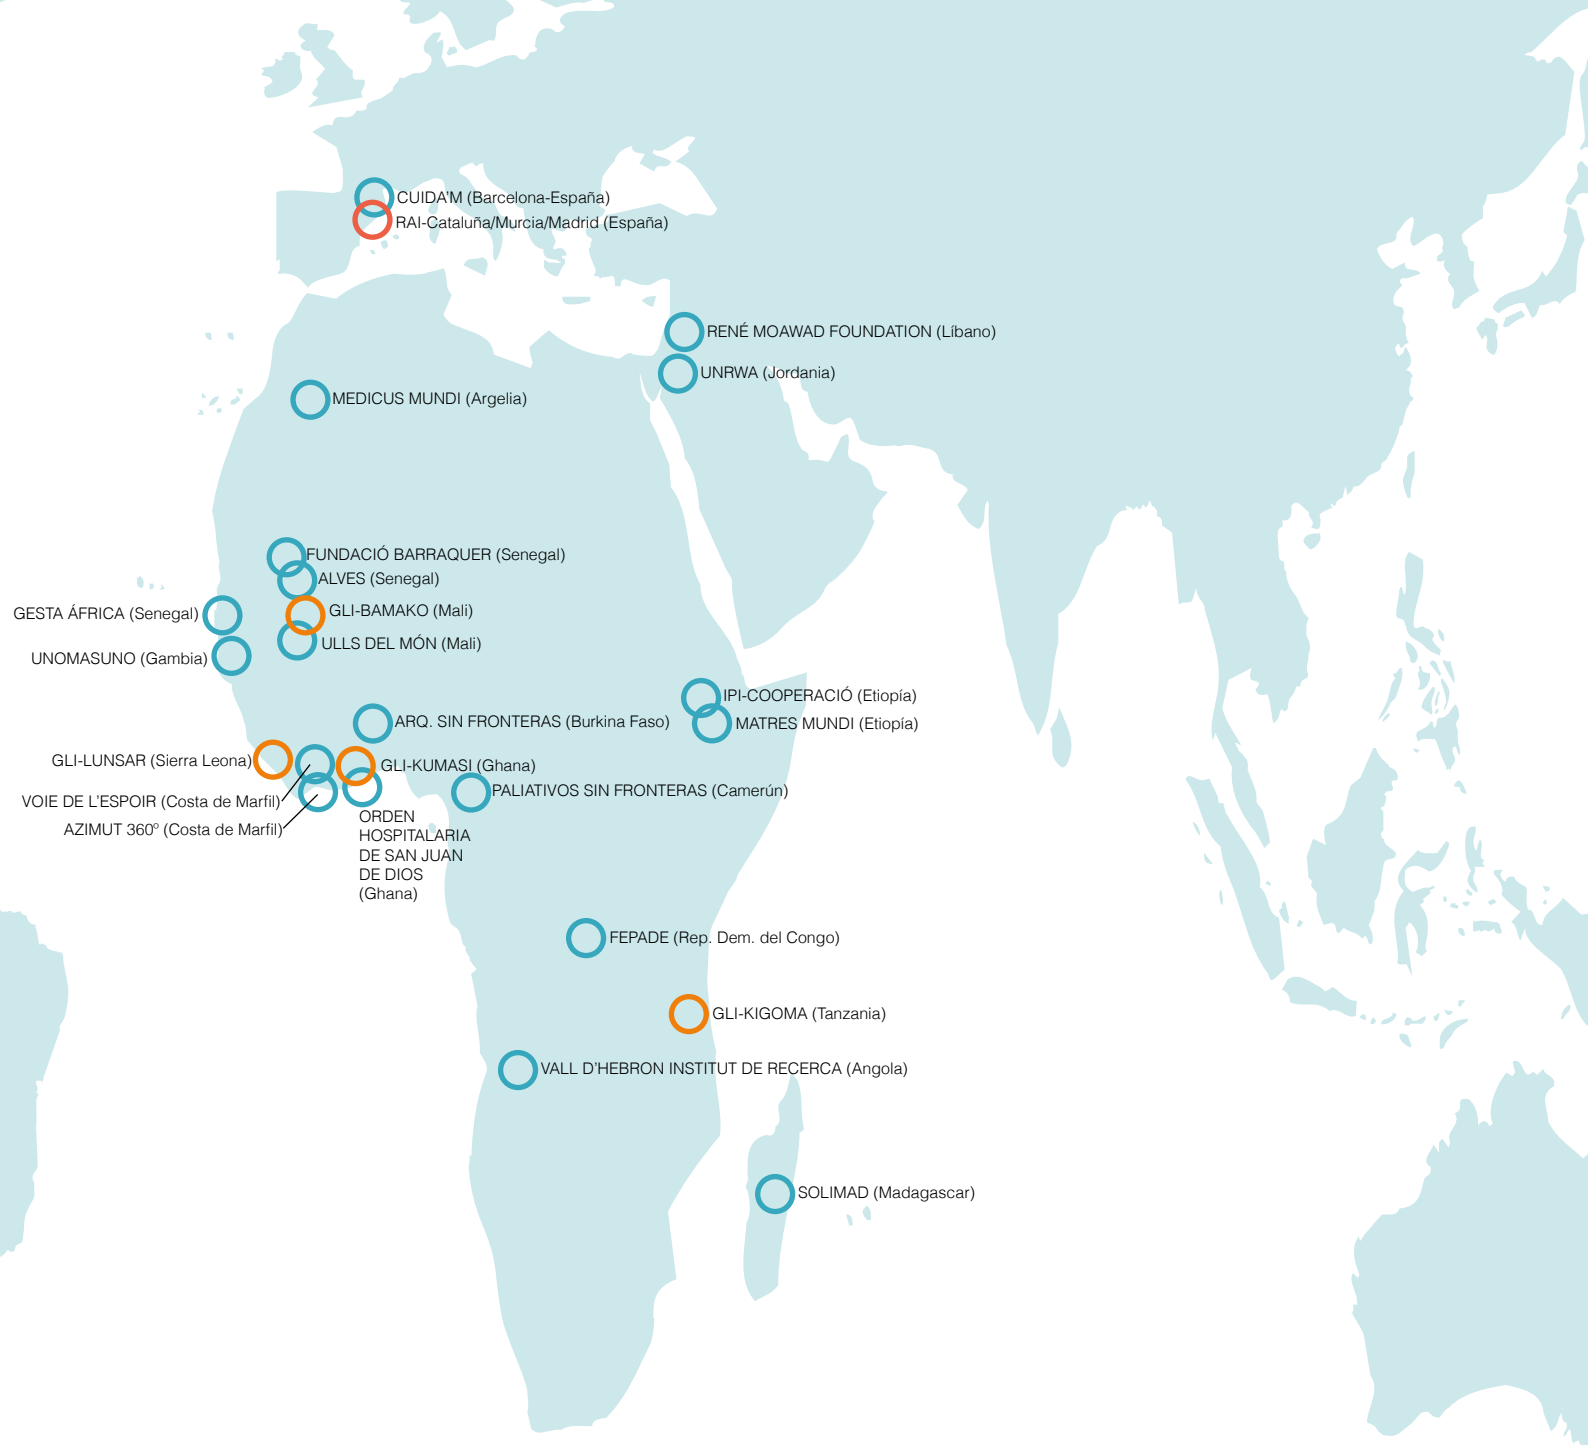 CUIDA'M (Barcelona-España)
RAI-Cataluña/Murcia/Madrid (España)
RENÉ MOAWAD FOUNDATION (Líbano)
UNRWA (Jordania)
MEDICUS MUNDI (Argelia)
FUNDACIÓ BARRAQUER (Senegal)
ALVES (Senegal)
GESTA ÁFRICA (Senegal)
GLI-BAMAKO (Mali)
ULLS DEL MÓN (Mali)
UNOMASUNO (Gambia)
IPI-COOPERACIÓ (Etiopía)
MATRES MUNDI (Etiopía)
ARQ. SIN FRONTERAS (Burkina Faso)
GLI-LUNSAR (Sierra Leona)
GLI-KUMASI (Ghana)
PALIATIVOS SIN FRONTERAS (Camerún)
VOIE DE L'ESPOIR (Costa de Marfil)
AZIMUT 360º (Costa de Marfil)
ORDEN
HOSPITALARIA
DE SAN JUAN
DE DIOS
(Ghana)
FEPADE (Rep. Dem. del Congo)
GLI-KIGOMA (Tanzania)
VALL D'HEBRON INSTITUT DE RECERCA (Angola)
SOLIMAD (Madagascar)